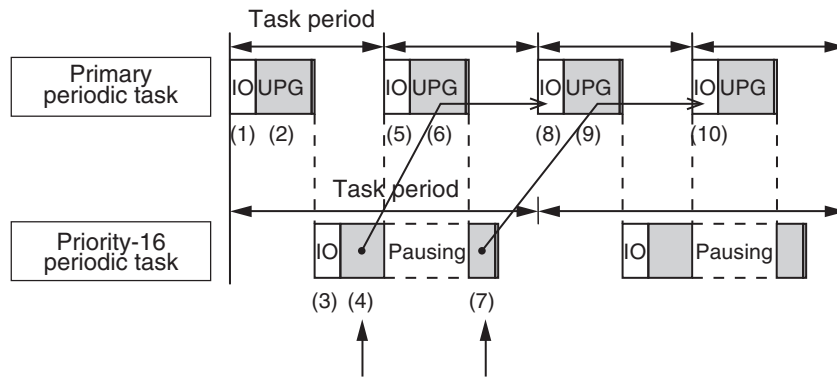 Task period
Primary
periodic task
IO UPG IO UPG IO UPG IO UPG
(1) (2) (5) (6) (8) (9) (10)
Task period
Priority-16
periodic task
IO Pausing IO Pausing
(3) (4) (7)